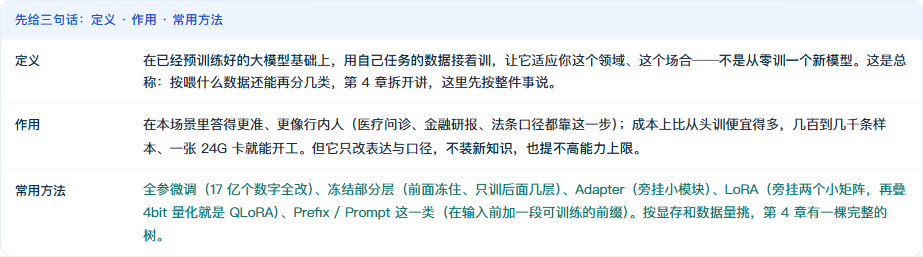 先给三句话：定义 · 作用 · 常用方法
定义
在已经预训练好的大模型基础上，用自己任务的数据接着训，让它适应你这个领域、这个场合——不是从零训一个新模型。这是总
称：按喂什么数据还能再分几类，第 4 章拆开讲，这里先按整件事说。
作用
在本场景里答得更准、更像行内人（医疗问诊、金融研报、法条口径都靠这一步）；成本上比从头训便宜得多，几百到几千条样
本、一张 24G 卡就能开工。但它只改表达与口径，不装新知识，也提不高能力上限。
常用方法
全参微调（17 亿个数字全改）、冻结部分层（前面冻住、只训后面几层）、Adapter（旁挂小模块）、LoRA（旁挂两个小矩阵，再叠
4bit 量化就是 QLoRA）、Prefix / Prompt 这一类（在输入前加一段可训练的前缀）。按显存和数据量挑，第 4 章有一棵完整的
树。